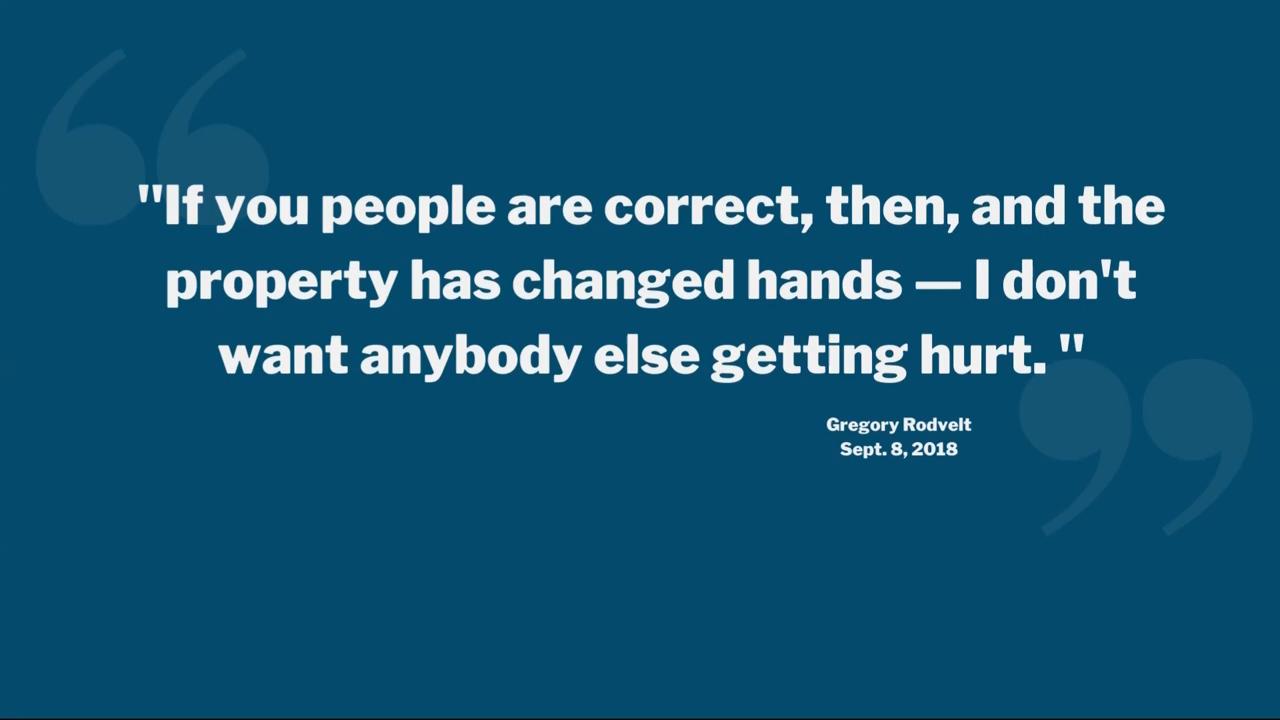 "If you people are correct, then, and the
property has changed hands — I don't
want anybody else getting hurt. "
Gregory Rodvelt
Sept. 8, 2018